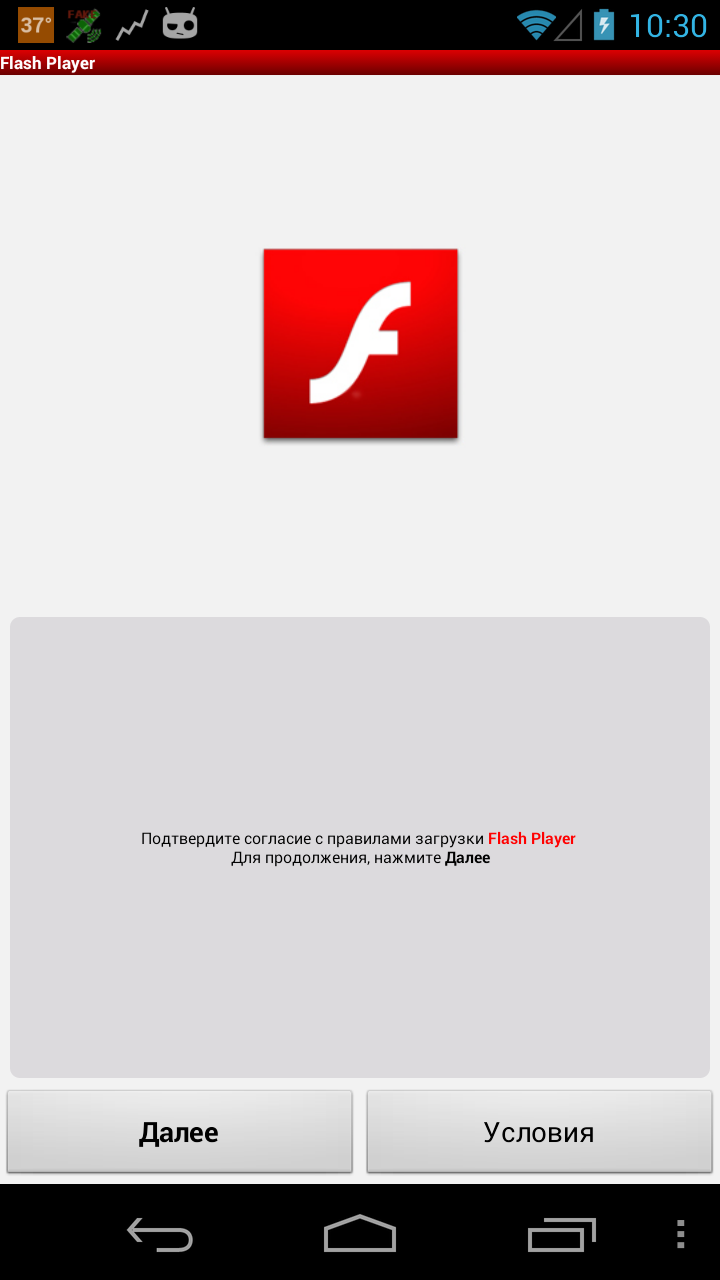 37°
FAKE
10:30
Flash Player
Подтвердите согласие с правилами загрузки Flash Player
Для продолжения, нажмите Далее
Далее
Условия